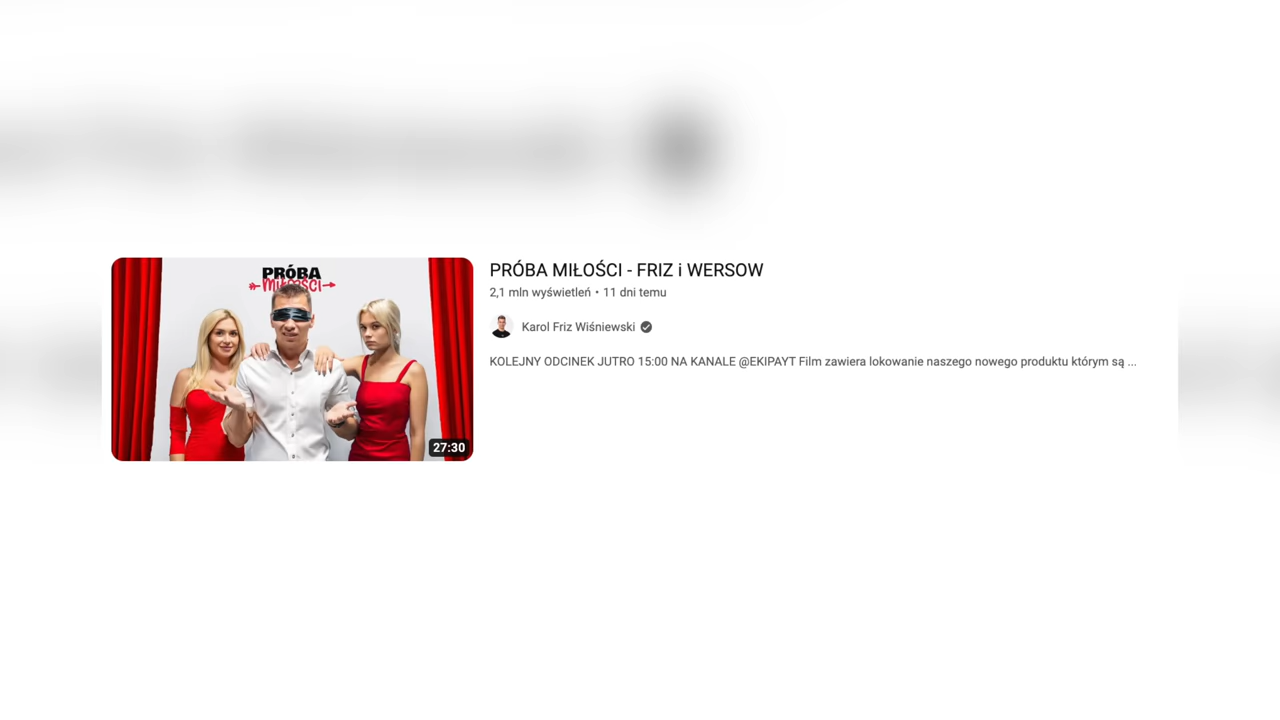 PRÓBA
MIŁOŚCI
27:30
PRÓBA MIŁOŚCI - FRIZ i WERSOW
2,1 mln wyświetleń • 11 dni temu
Karol Friz Wiśniewski
KOLEJNY ODCINEK JUTRO 15:00 NA KANALE @EKIPAYT Film zawiera lokowanie naszego nowego produktu którym są ...